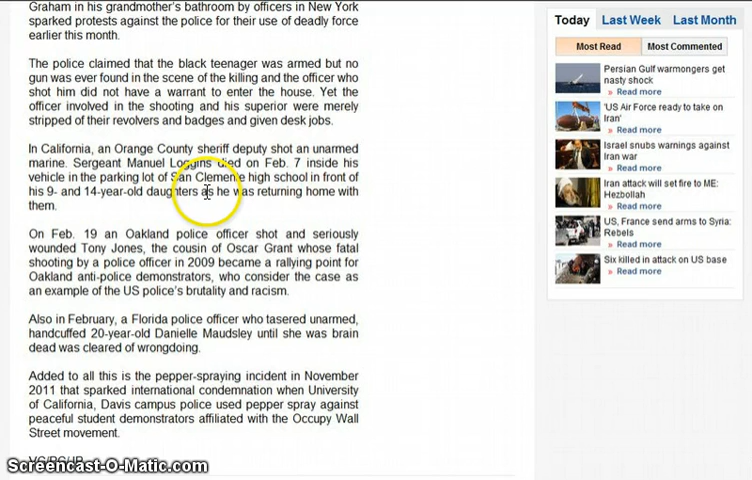 Graham in his grandmother's bathroom by officers in New York
sparked protests against the police for their use of deadly force
earlier this month.
The police claimed that the black teenager was armed but no
gun was ever found in the scene of the killing and the officer who
shot him did not have a warrant to enter the house. Yet the
officer involved in the shooting and his superior were merely
stripped of their revolvers and badges and given desk jobs.
In California, an Orange County sheriff deputy shot an unarmed
marine. Sergeant Manuel Loggins died on Feb. 7 inside his
vehicle in the parking lot of San Clemente high school in front of
his 9- and 14-year-old daughters as he was returning home with
them.
On Feb. 19 an Oakland police officer shot and seriously
wounded Tony Jones, the cousin of Oscar Grant whose fatal
shooting by a police officer in 2009 became a rallying point for
Oakland anti-police demonstrators, who consider the case as
an example of the US police's brutality and racism.
Also in February, a Florida police officer who tasered unarmed,
handcuffed 20-year-old Danielle Maudsley until she was brain
dead was cleared of wrongdoing.
Added to all this is the pepper-spraying incident in November
2011 that sparked international condemnation when University
of California, Davis campus police used pepper spray against
peaceful student demonstrators affiliated with the Occupy Wall
Street movement.
Screencast-O-Matic.com
Today Last Week Last Month
Most Read Most Commented
Persian Gulf warmongers get
nasty shock
» Read more
'US Air Force ready to take on
Iran'
» Read more
Israel snubs warnings against
Iran war
» Read more
Iran attack will set fire to ME:
Hezbollah
» Read more
US, France send arms to Syria:
Rebels
» Read more
Six killed in attack on US base
» Read more